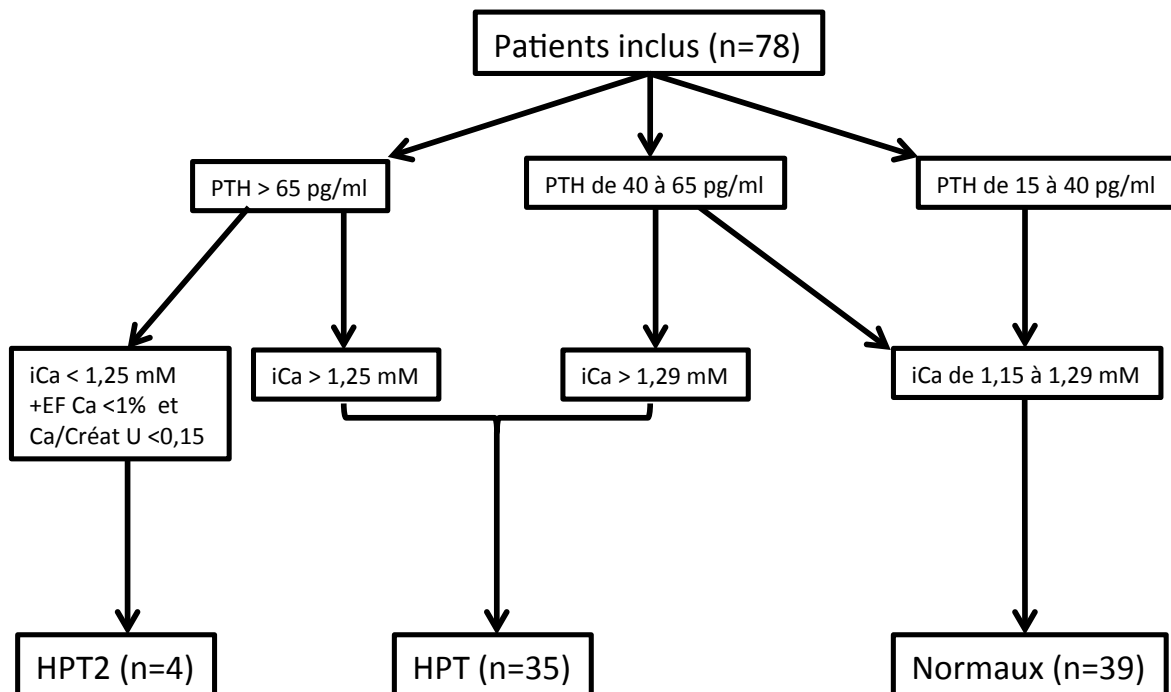 Patients inclus (n=78)
PTH > 65 pg/ml
PTH de 40 à 65 pg/ml
PTH de 15 à 40 pg/ml
iCa < 1,25 mM
+EF Ca <1% et
Ca/Créat U <0,15
iCa > 1,25 mM
iCa > 1,29 mM
iCa de 1,15 à 1,29 mM
HPT2 (n=4)
HPT (n=35)
Normaux (n=39)